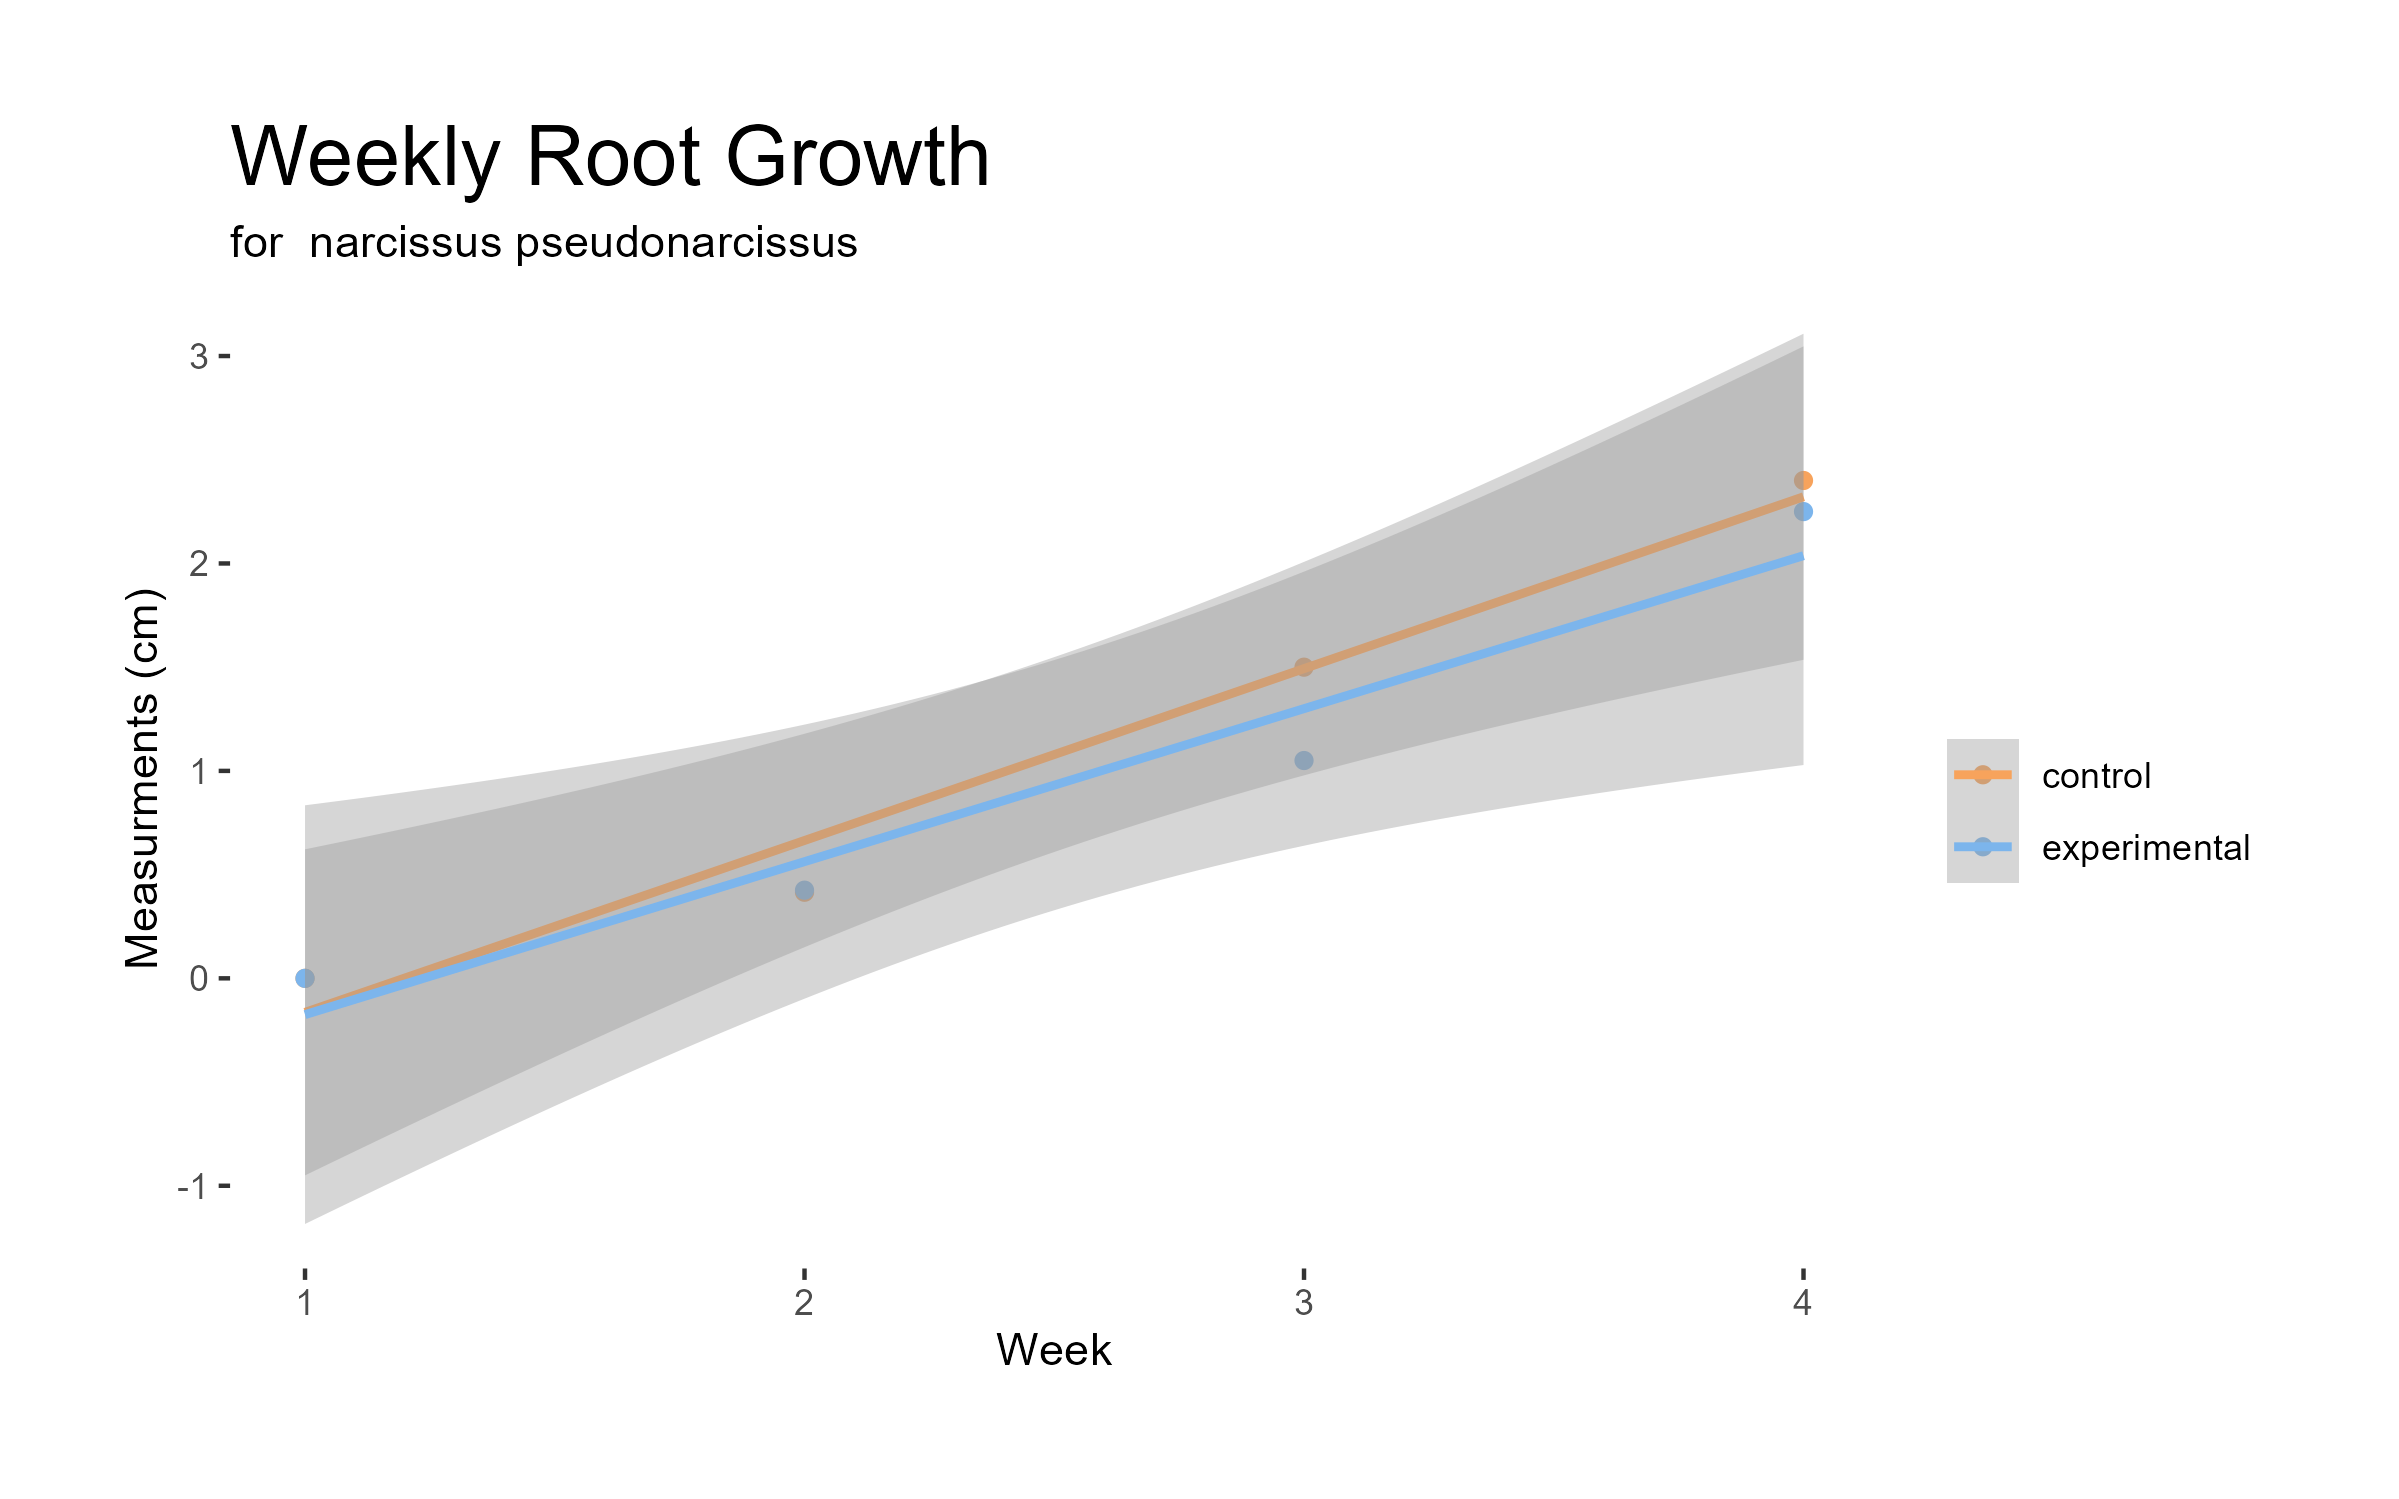 Weekly Root Growth
for  narcissus pseudonarcissus
Measurments (cm)
3
2
1
0
-1
1
2
3
4
Week
control
experimental